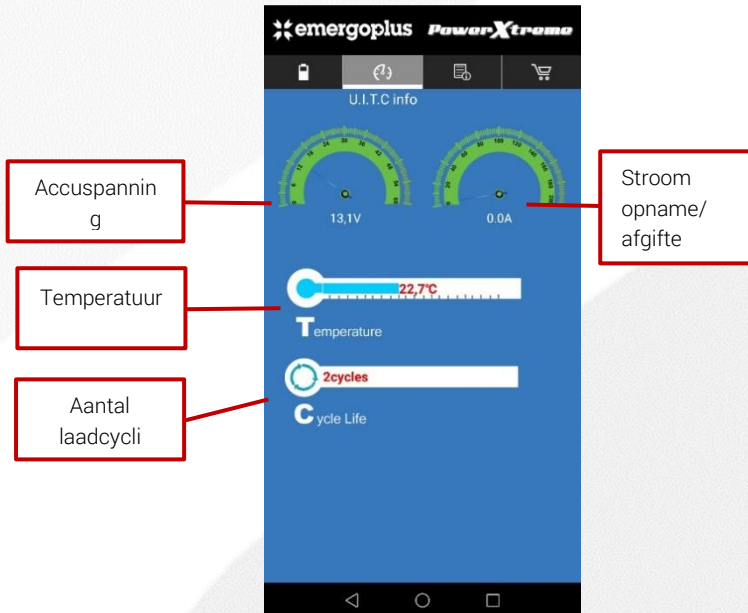 emergoplus PowerXtreme
U.I.T.C info
Accuspannin
g
13,1V
0.0A
Stroom
opname/
afgifte
Temperatuur
22,7°C
Temperature
Aantal
laadcycli
2cycles
Cycle Life